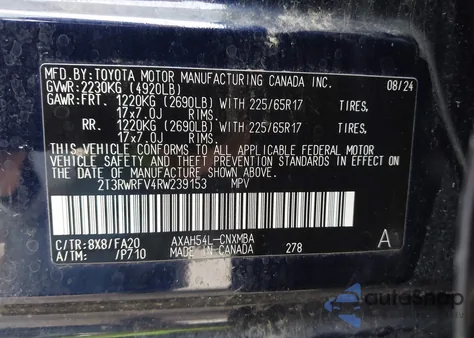 MFD.BY: TOYOTA MOTOR MANUFACTURING CANADA INC.
GVWR: 2230KG (4920LB) 08/24
GAWR: FRT. 1220KG (2690LB) WITH 225/65R17 TIRES,
17x7.0J RIMS.
RR. 1220KG (2690LB) WITH 225/65R17 TIRES,
17x7.0J RIMS.
THIS VEHICLE CONFORMS TO ALL APPLICABLE FEDERAL MOTOR
VEHICLE SAFETY AND THEFT PREVENTION STANDARDS IN EFFECT ON
THE DATE OF MANUFACTURE SHOWN ABOVE.
2T3RWRFV4RW239153 MPV
C/TR: 8X8/FA20 AXAH54L-CNXMBA A
A/TM: /P710 MADE IN CANADA 278
autoSnap